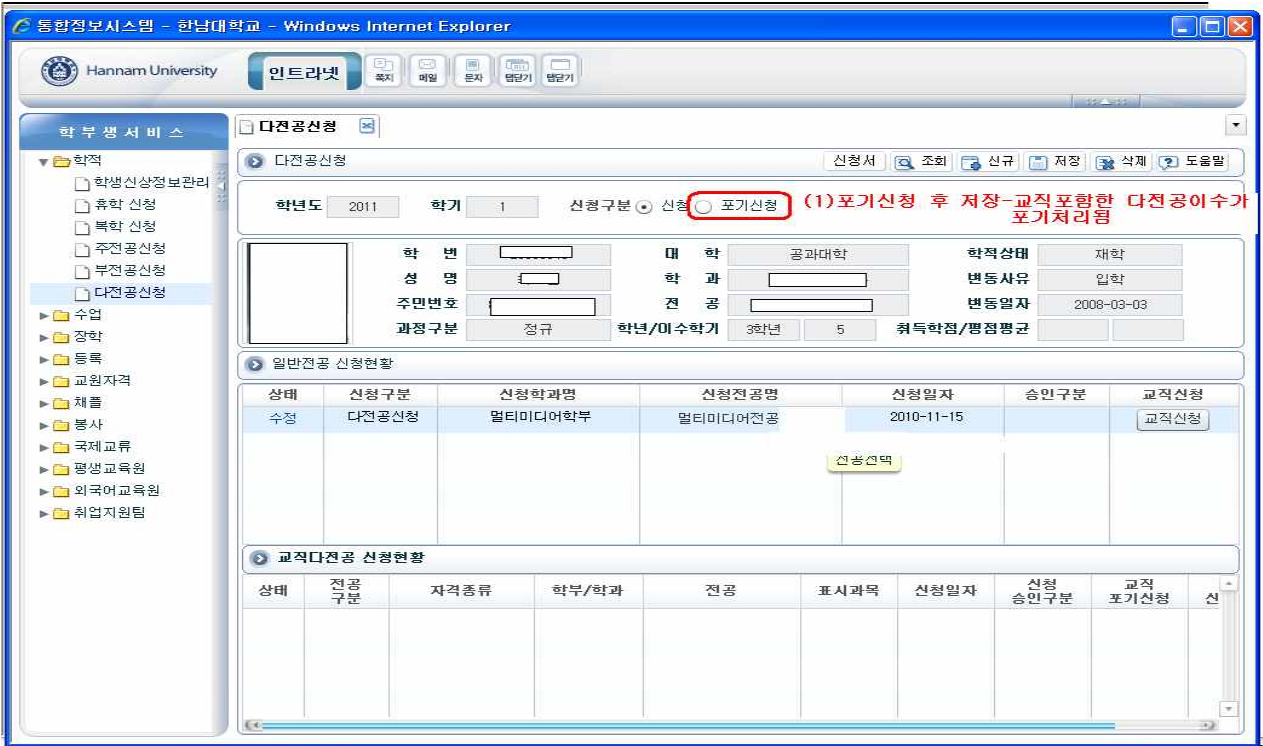 통합정보시스템 - 한남대학교 - Windows Internet Explorer
Hannam University
인트라넷
쪽지
메일
문자
탭닫기
탭닫기
학부생서비스
다전공신청
학적
학생신상정보관리
휴학 신청
복학 신청
주전공신청
부전공신청
다전공신청
수업
장학
등록
교원자격
채플
봉사
국제교류
평생교육원
외국어교육원
취업지원팀
다전공신청
신청서 조회 신규 저장 삭제 도움말
학년도 2011 학기 1 신청구분 신청 포기신청
(1)포기신청 후 저장-교직포함한 다전공이수가
포기처리됨
학 번 대 학 공과대학 학적상태 재학
성 명 학 과 변동사유 입학
주민번호 전 공 변동일자 2008-03-03
과정구분 정규 학년/이수학기 3학년 5 취득학점/평점평균
일반전공 신청현황
상태 신청구분 신청학과명 신청전공명 신청일자 승인구분 교직신청
수정 다전공신청 멀티미디어학부 멀티미디어전공 2010-11-15 교직신청
전공선택
교직다전공 신청현황
상태 전공구분 자격종류 학부/학과 전공 표시과목 신청일자 신청승인구분 교직포기신청 신